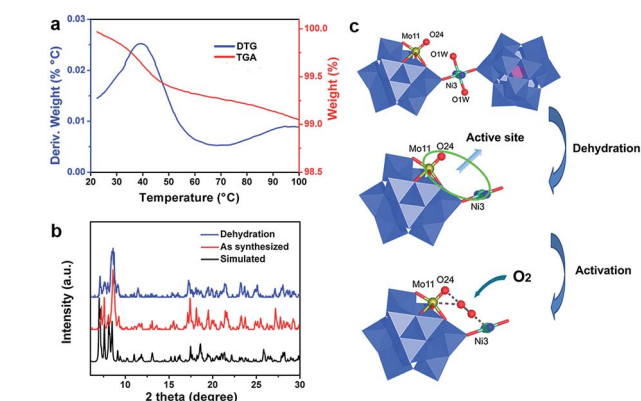 a
0.03
0.02
0.01
0.00
Deriv. Weight (% °C)
DTG
TGA
100.0
99.5
99.0
98.5
Weight (%)
20 30 40 50 60 70 80 90 100
Temperature (°C)
b
Dehydration
As synthesized
Simulated
Intensity (a.u.)
10 15 20 25 30
2 theta (degree)
c
Mo11 O24
O1W
Ni3
O1W
Dehydration
Active site
Mo11 O24
Ni3
Activation
O2
Mo11 O24
Ni3